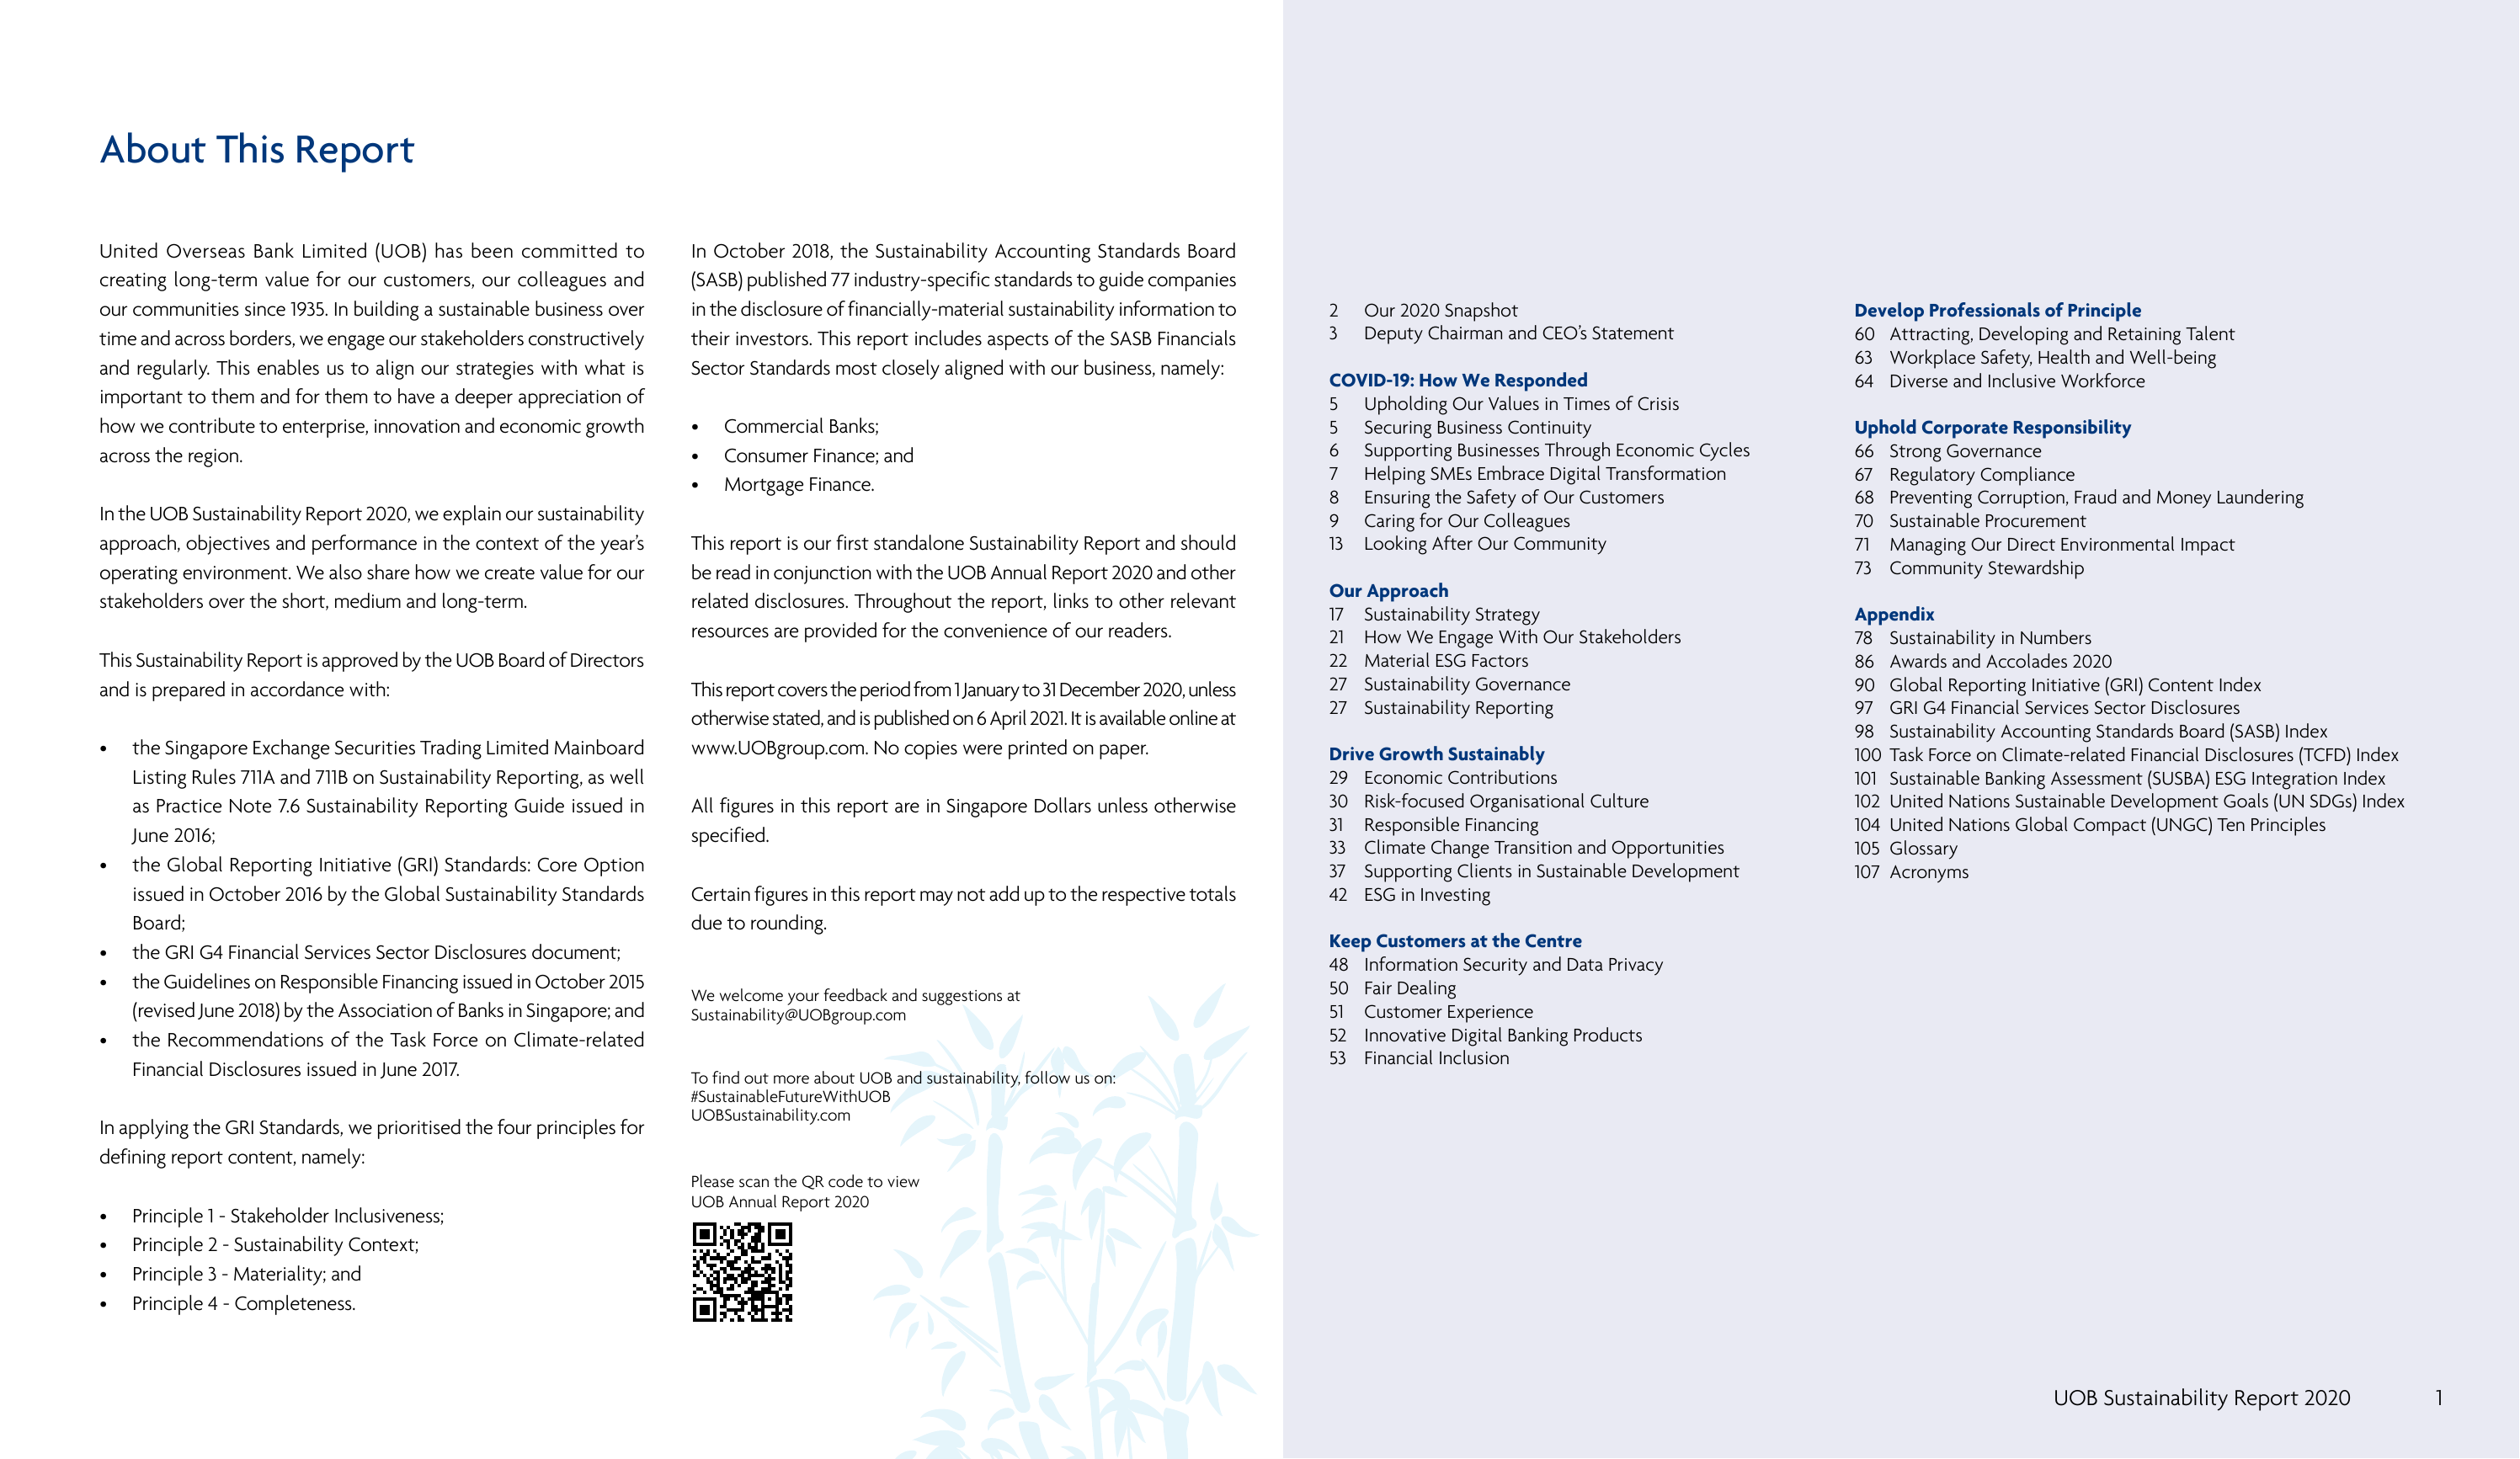 About This Report
United Overseas Bank Limited (UOB) has been committed to
creating long-term value for our customers, our colleagues and
our communities since 1935. In building a sustainable business over
time and across borders, we engage our stakeholders constructively
and regularly. This enables us to align our strategies with what is
important to them and for them to have a deeper appreciation of
how we contribute to enterprise, innovation and economic growth
across the region.
In the UOB Sustainability Report 2020, we explain our sustainability
approach, objectives and performance in the context of the year's
operating environment. We also share how we create value for our
stakeholders over the short, medium and long-term.
This Sustainability Report is approved by the UOB Board of Directors
and is prepared in accordance with:
• the Singapore Exchange Securities Trading Limited Mainboard
Listing Rules 711A and 711B on Sustainability Reporting, as well
as Practice Note 7.6 Sustainability Reporting Guide issued in
June 2016;
• the Global Reporting Initiative (GRI) Standards: Core Option
issued in October 2016 by the Global Sustainability Standards
Board;
• the GRI G4 Financial Services Sector Disclosures document;
• the Guidelines on Responsible Financing issued in October 2015
(revised June 2018) by the Association of Banks in Singapore; and
• the Recommendations of the Task Force on Climate-related
Financial Disclosures issued in June 2017.
In applying the GRI Standards, we prioritised the four principles for
defining report content, namely:
• Principle 1 - Stakeholder Inclusiveness;
• Principle 2 - Sustainability Context;
• Principle 3 - Materiality; and
• Principle 4 - Completeness.
In October 2018, the Sustainability Accounting Standards Board
(SASB) published 77 industry-specific standards to guide companies
in the disclosure of financially-material sustainability information to
their investors. This report includes aspects of the SASB Financials
Sector Standards most closely aligned with our business, namely:
• Commercial Banks;
• Consumer Finance; and
• Mortgage Finance.
This report is our first standalone Sustainability Report and should
be read in conjunction with the UOB Annual Report 2020 and other
related disclosures. Throughout the report, links to other relevant
resources are provided for the convenience of our readers.
This report covers the period from 1 January to 31 December 2020, unless
otherwise stated, and is published on 6 April 2021. It is available online at
www.UOBgroup.com. No copies were printed on paper.
All figures in this report are in Singapore Dollars unless otherwise
specified.
Certain figures in this report may not add up to the respective totals
due to rounding.
We welcome your feedback and suggestions at
Sustainability@UOBgroup.com
To find out more about UOB and sustainability, follow us on:
#SustainableFutureWithUOB
UOBSustainability.com
Please scan the QR code to view
UOB Annual Report 2020
2 Our 2020 Snapshot
3 Deputy Chairman and CEO's Statement
COVID-19: How We Responded
5 Upholding Our Values in Times of Crisis
5 Securing Business Continuity
6 Supporting Businesses Through Economic Cycles
7 Helping SMEs Embrace Digital Transformation
8 Ensuring the Safety of Our Customers
9 Caring for Our Colleagues
13 Looking After Our Community
Our Approach
17 Sustainability Strategy
21 How We Engage With Our Stakeholders
22 Material ESG Factors
27 Sustainability Governance
27 Sustainability Reporting
Drive Growth Sustainably
29 Economic Contributions
30 Risk-focused Organisational Culture
31 Responsible Financing
33 Climate Change Transition and Opportunities
37 Supporting Clients in Sustainable Development
42 ESG in Investing
Keep Customers at the Centre
48 Information Security and Data Privacy
50 Fair Dealing
51 Customer Experience
52 Innovative Digital Banking Products
53 Financial Inclusion
Develop Professionals of Principle
60 Attracting, Developing and Retaining Talent
63 Workplace Safety, Health and Well-being
64 Diverse and Inclusive Workforce
Uphold Corporate Responsibility
66 Strong Governance
67 Regulatory Compliance
68 Preventing Corruption, Fraud and Money Laundering
70 Sustainable Procurement
71 Managing Our Direct Environmental Impact
73 Community Stewardship
Appendix
78 Sustainability in Numbers
86 Awards and Accolades 2020
90 Global Reporting Initiative (GRI) Content Index
97 GRI G4 Financial Services Sector Disclosures
98 Sustainability Accounting Standards Board (SASB) Index
100 Task Force on Climate-related Financial Disclosures (TCFD) Index
101 Sustainable Banking Assessment (SUSBA) ESG Integration Index
102 United Nations Sustainable Development Goals (UN SDGs) Index
104 United Nations Global Compact (UNGC) Ten Principles
105 Glossary
107 Acronyms
UOB Sustainability Report 2020 1